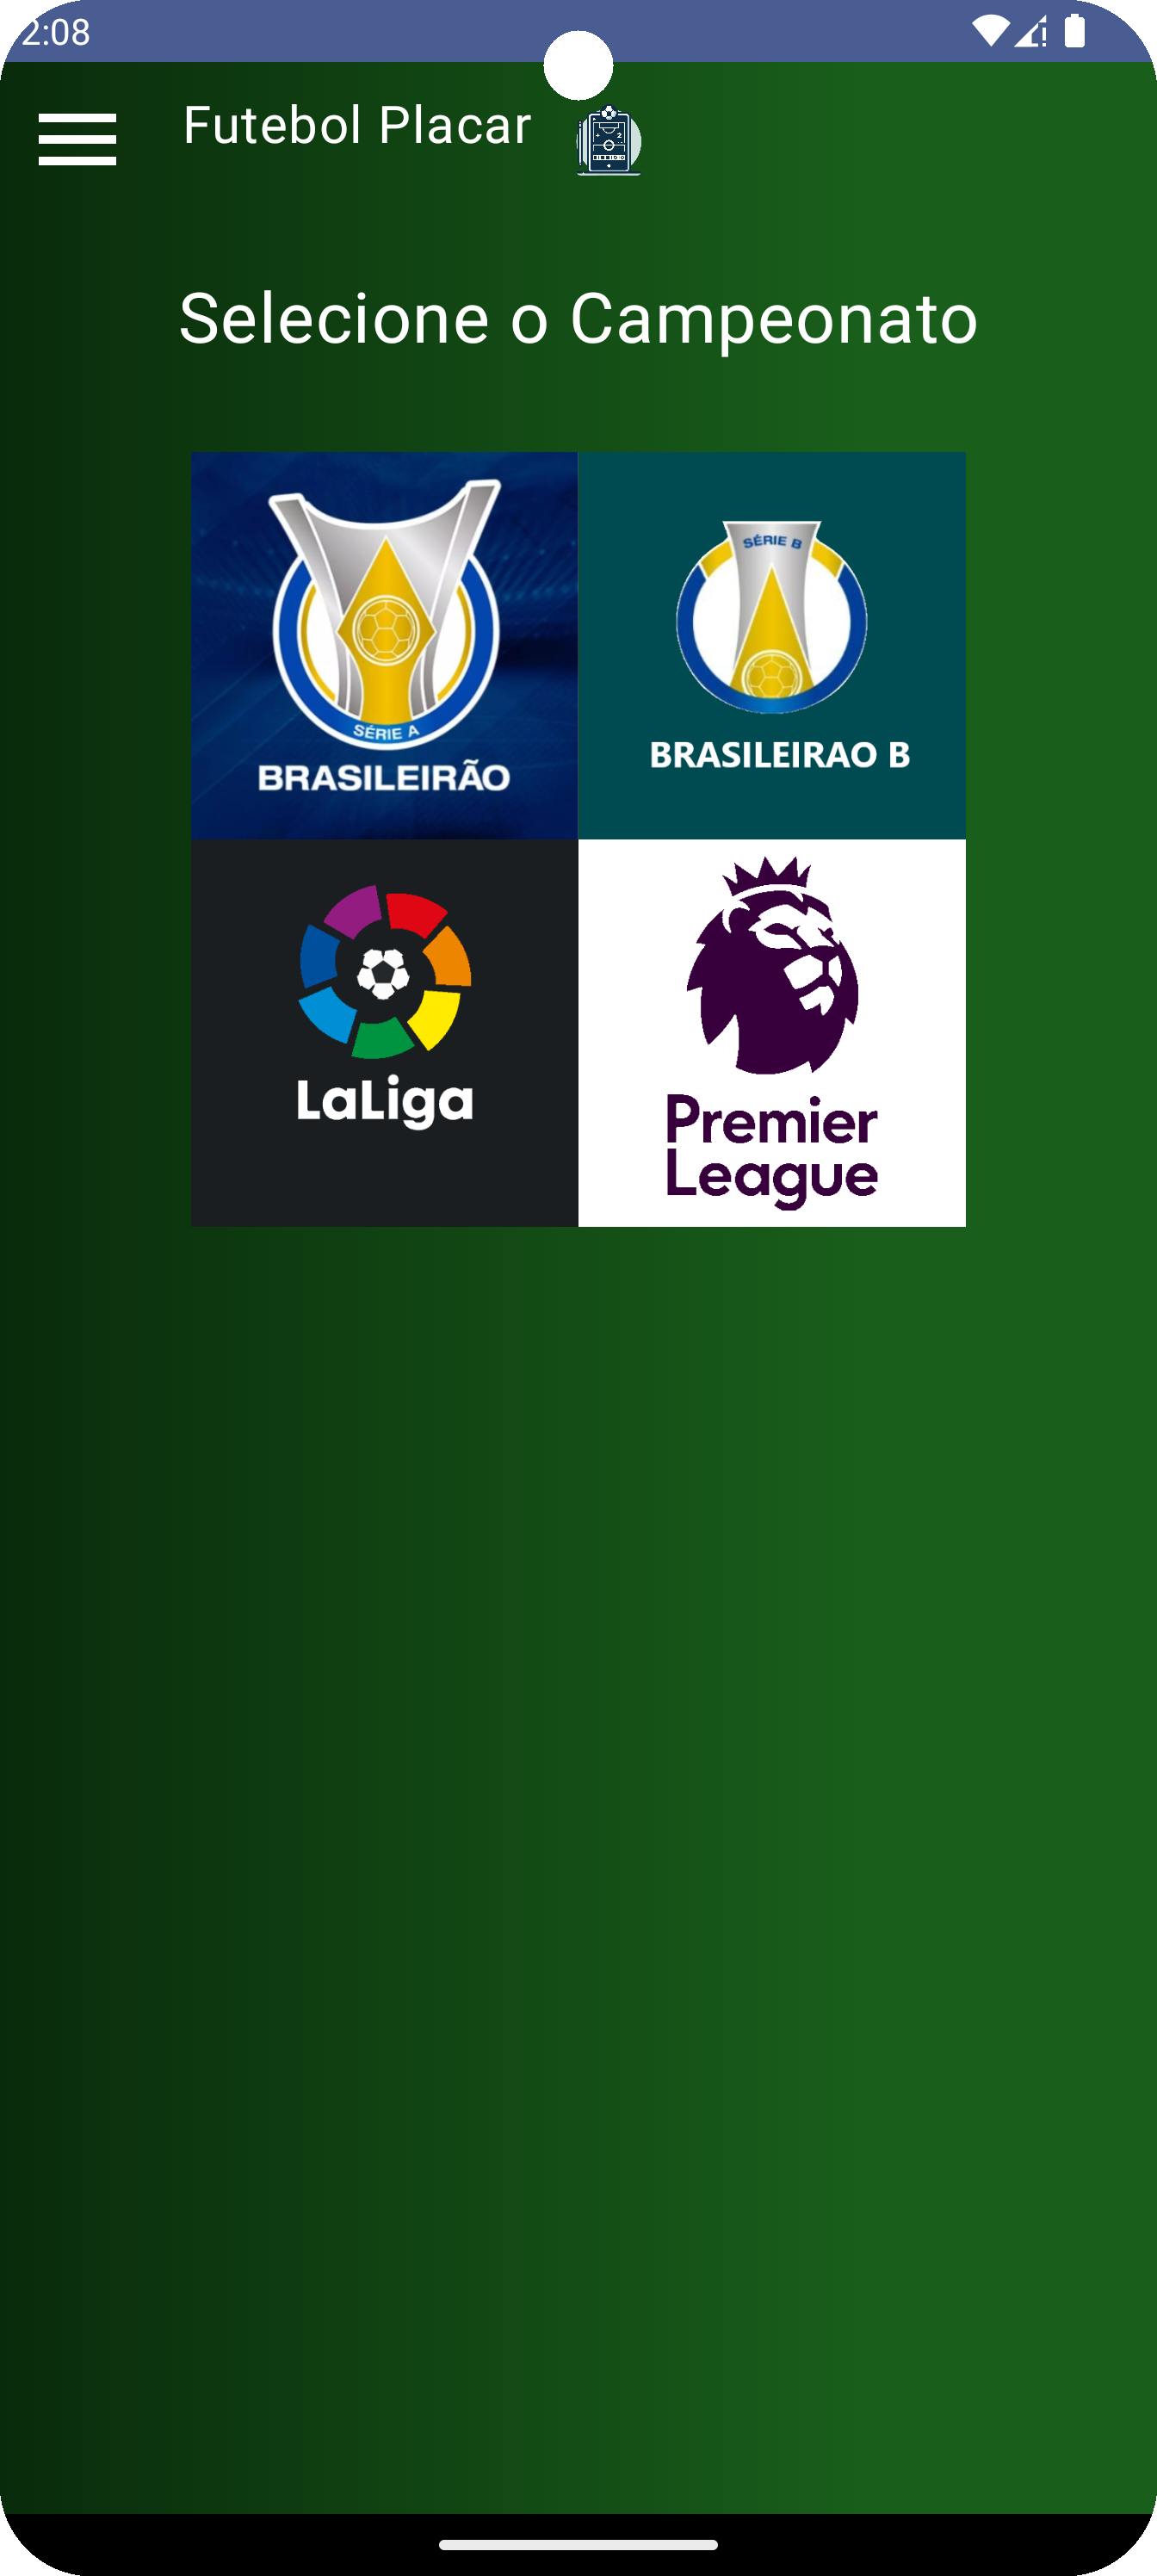 2:08
Futebol Placar
Selecione o Campeonato
SÉRIE A
BRASILEIRÃO
SÉRIE B
BRASILEIRAO B
LaLiga
Premier
League